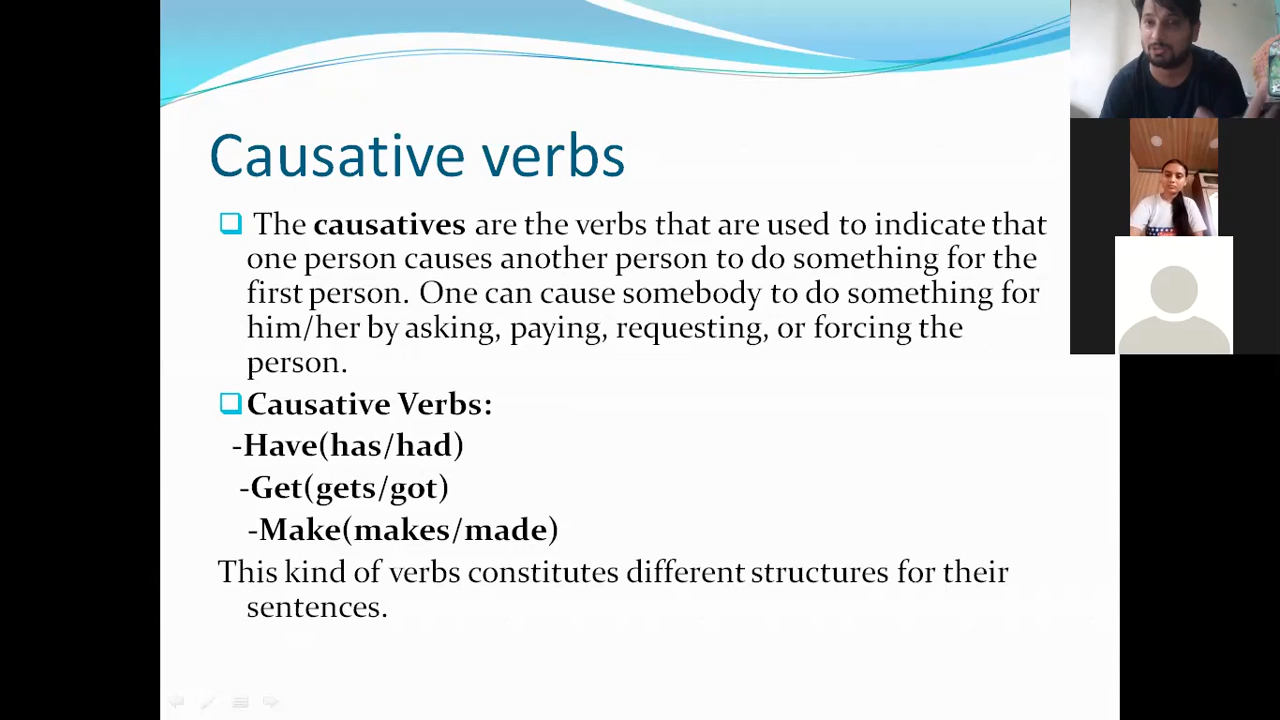 Causative verbs
The causatives are the verbs that are used to indicate that
one person causes another person to do something for the
first person. One can cause somebody to do something for
him/her by asking, paying, requesting, or forcing the
person.
Causative Verbs:
-Have(has/had)
-Get(gets/got)
-Make(makes/made)
This kind of verbs constitutes different structures for their
sentences.